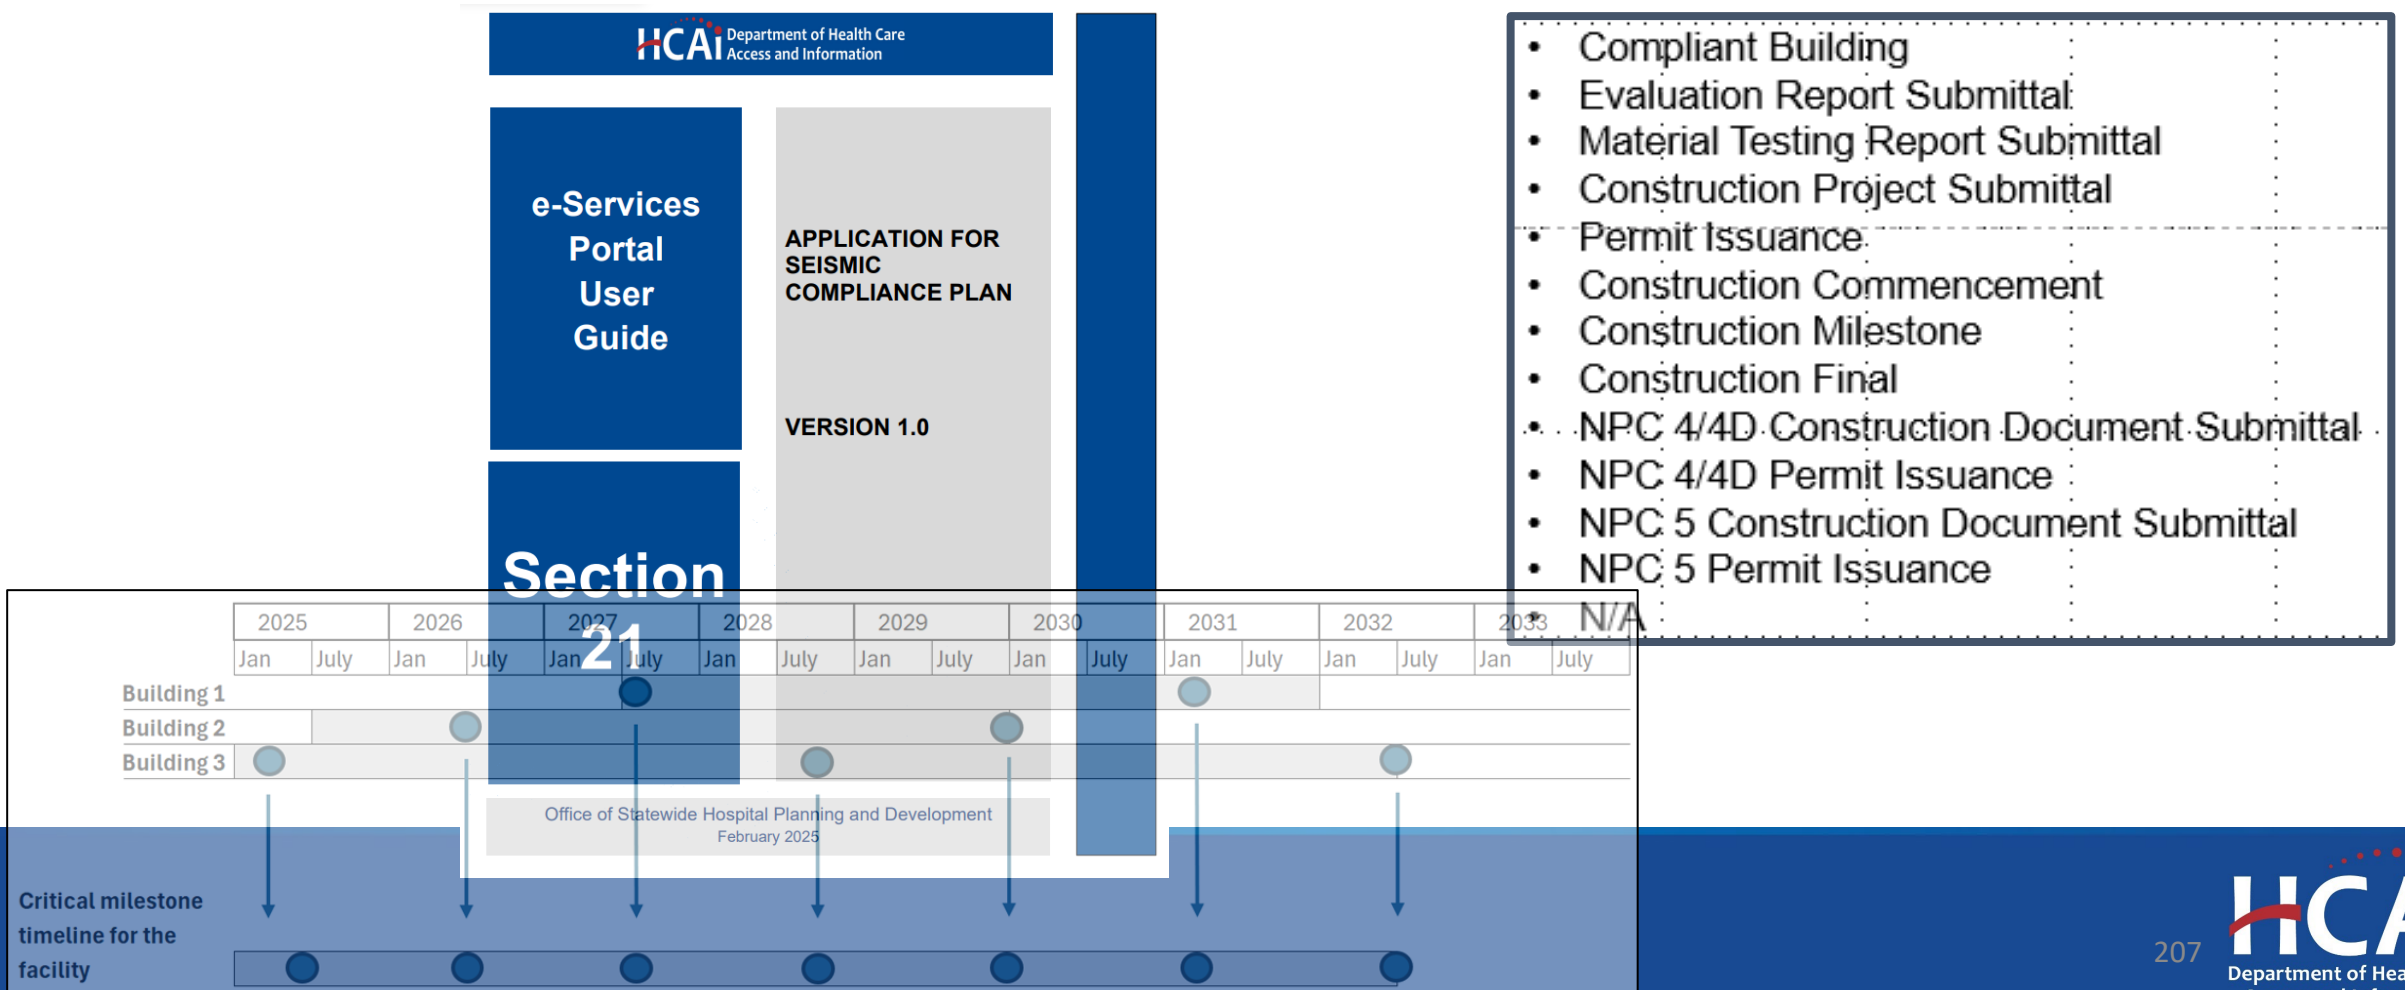 HCAi Department of Health Care
Access and Information
e-Services
Portal
User
Guide
APPLICATION FOR
SEISMIC
COMPLIANCE PLAN
VERSION 1.0
Section
21
Office of Statewide Hospital Planning and Development
February 2025
• Compliant Building
• Evaluation Report Submittal
• Material Testing Report Submittal
• Construction Project Submittal
• Permit Issuance
• Construction Commencement
• Construction Milestone
• Construction Final
• NPC 4/4D Construction Document Submittal
• NPC 4/4D Permit Issuance
• NPC 5 Construction Document Submittal
• NPC 5 Permit Issuance
• N/A
2025 2026 2027 2028 2029 2030 2031 2032 2033
Jan July Jan July Jan July Jan July Jan July Jan July Jan July Jan July Jan July
Building 1
Building 2
Building 3
Critical milestone
timeline for the
facility
207
HCA
Department of Hea